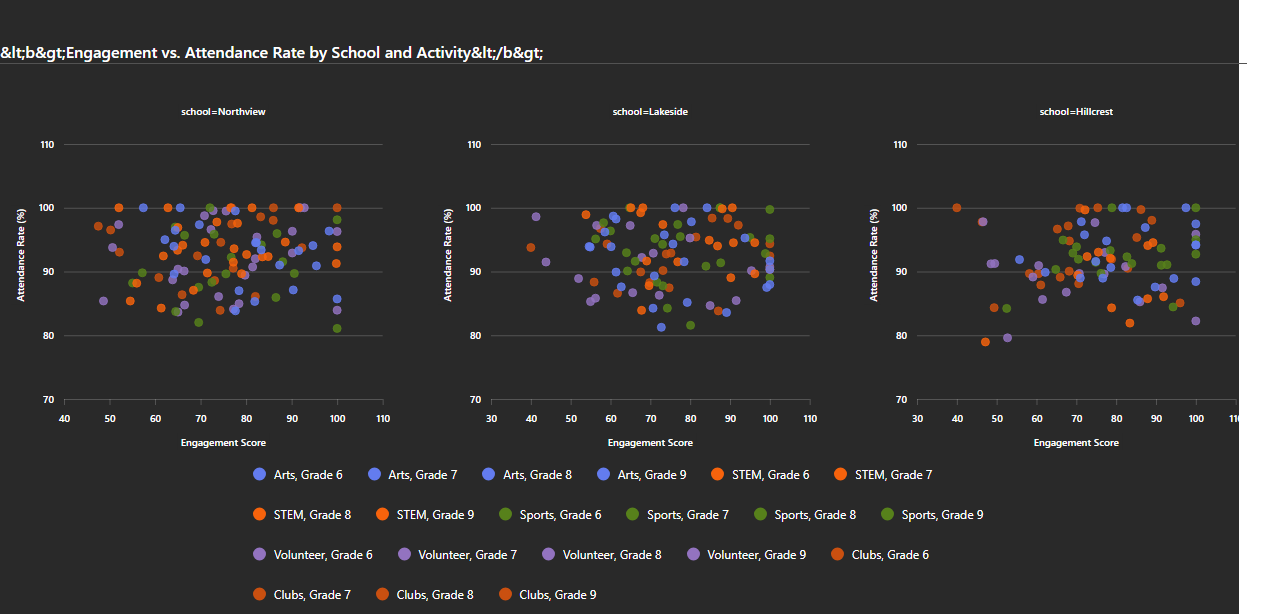 &lt;b&gt;Engagement vs. Attendance Rate by School and Activity&lt;/b&gt;
school=Northview
school=Lakeside
school=Hillcrest
110
100
90
80
70
Attendance Rate (%)
40 50 60 70 80 90 100 110
Engagement Score
110
100
90
80
70
Attendance Rate (%)
30 40 50 60 70 80 90 100 110
Engagement Score
110
100
90
80
70
Attendance Rate (%)
30 40 50 60 70 80 90 100
Engagement Score
Arts, Grade 6 Arts, Grade 7 Arts, Grade 8 Arts, Grade 9 STEM, Grade 6 STEM, Grade 7
STEM, Grade 8 STEM, Grade 9 Sports, Grade 6 Sports, Grade 7 Sports, Grade 8 Sports, Grade 9
Volunteer, Grade 6 Volunteer, Grade 7 Volunteer, Grade 8 Volunteer, Grade 9 Clubs, Grade 6
Clubs, Grade 7 Clubs, Grade 8 Clubs, Grade 9